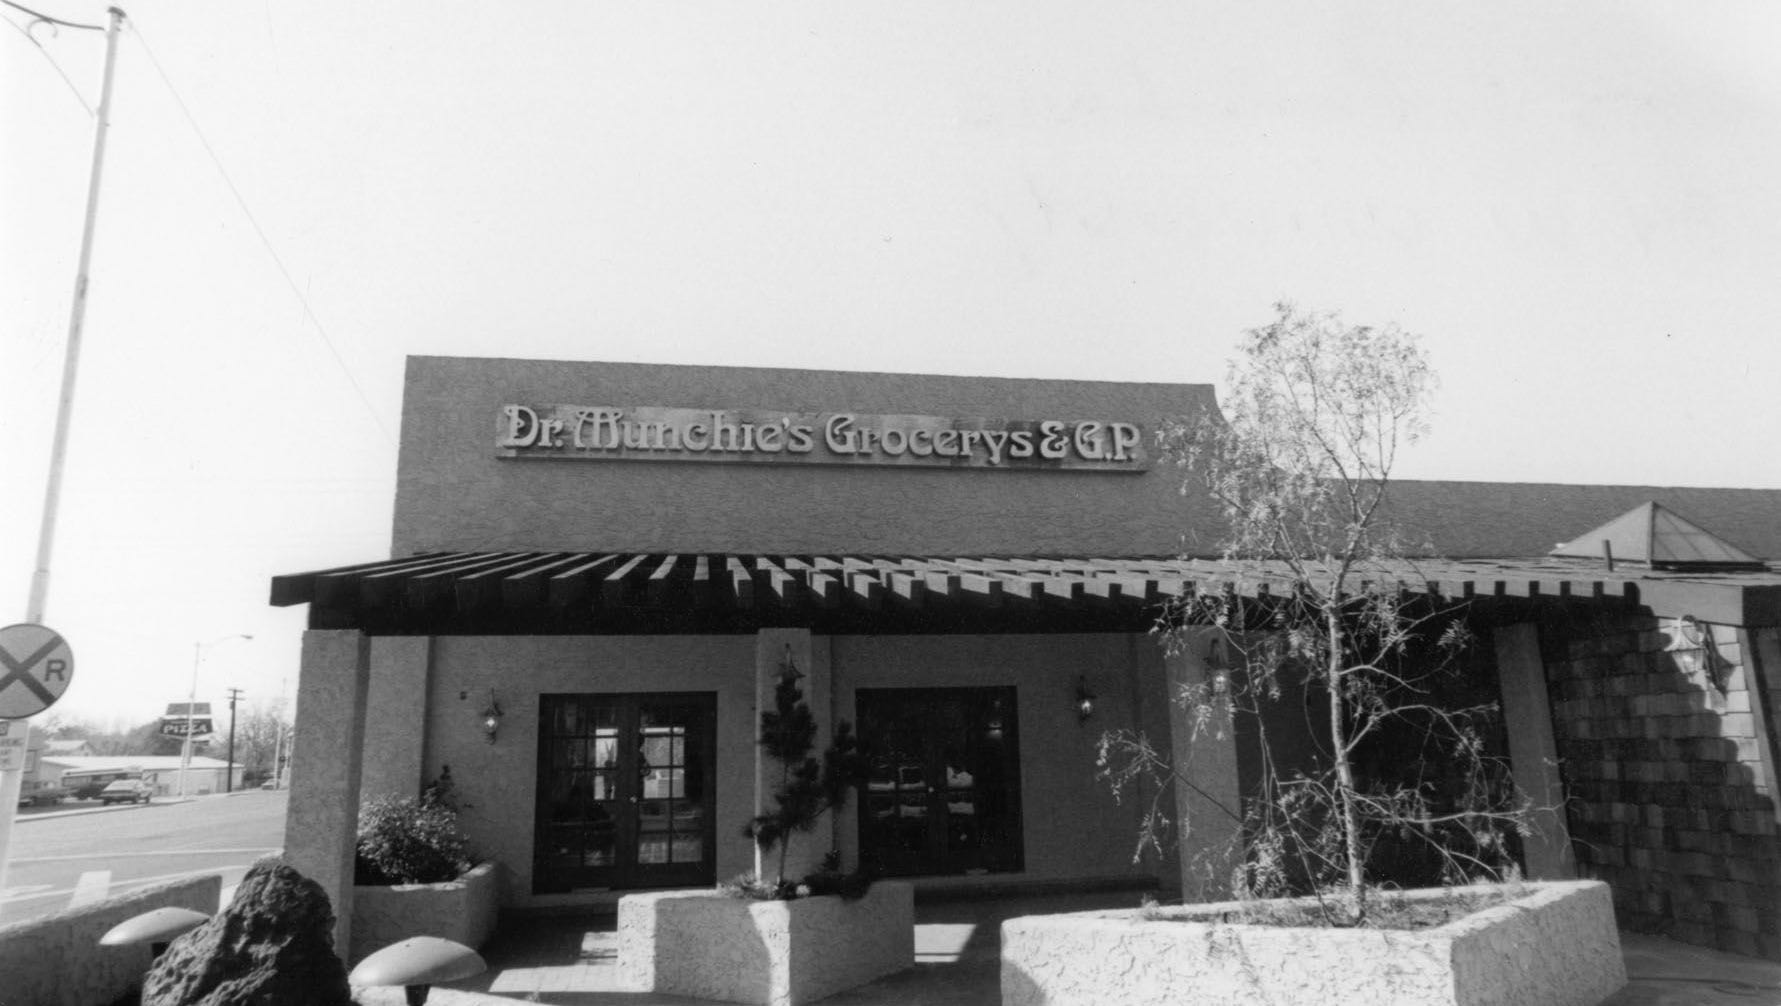 Dr. Munchie's Grocerys & G.P.
R
PIZZA